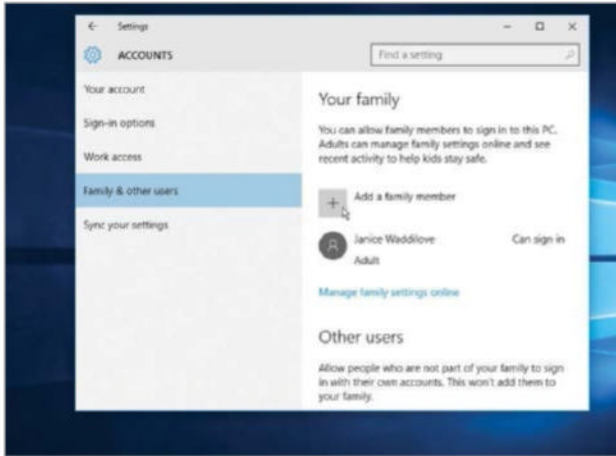 Settings
ACCOUNTS
Find a setting
Your account
Sign-in options
Work access
Family & other users
Sync your settings
Your family
You can allow family members to sign in to this PC.
Adults can manage family settings online and see
recent activity to help kids stay safe.
Add a family member
Janice Waddilove Can sign in
Adult
Manage family settings online
Other users
Allow people who are not part of your family to sign
in with their own accounts. This won't add them to
your family.